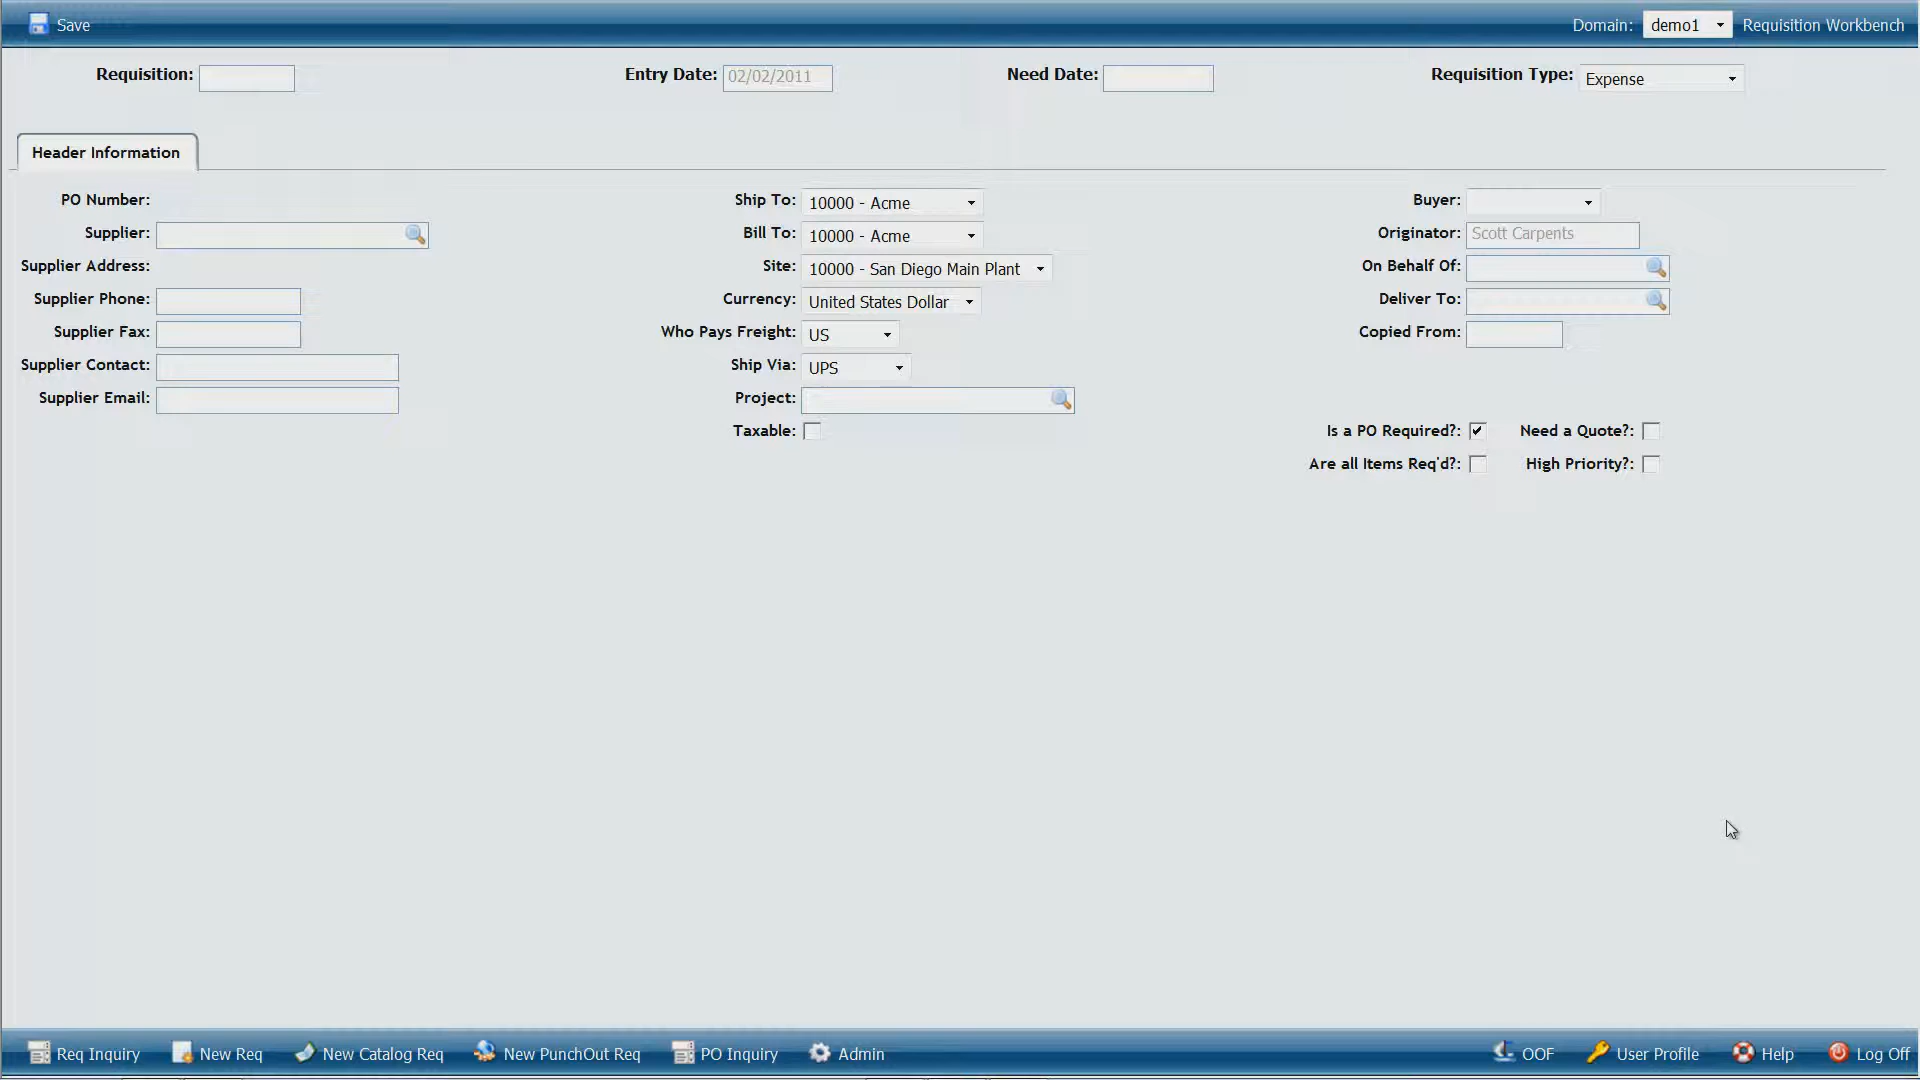 Save Domain: demo1 Requisition Workbench
Requisition: Entry Date: 02/02/2011 Need Date: Requisition Type: Expense
Header Information
PO Number: Ship To: 10000 - Acme Buyer:
Supplier: Bill To: 10000 - Acme Originator: Scott Carpents
Supplier Address: Site: 10000 - San Diego Main Plant On Behalf Of:
Supplier Phone: Currency: United States Dollar Deliver To:
Supplier Fax: Who Pays Freight: US Copied From:
Supplier Contact: Ship Via: UPS
Supplier Email: Project:
Taxable: Is a PO Required?: Need a Quote?:
Are all Items Req'd?: High Priority?:
Req Inquiry New Req New Catalog Req New PunchOut Req PO Inquiry Admin OOF User Profile Help Log Off